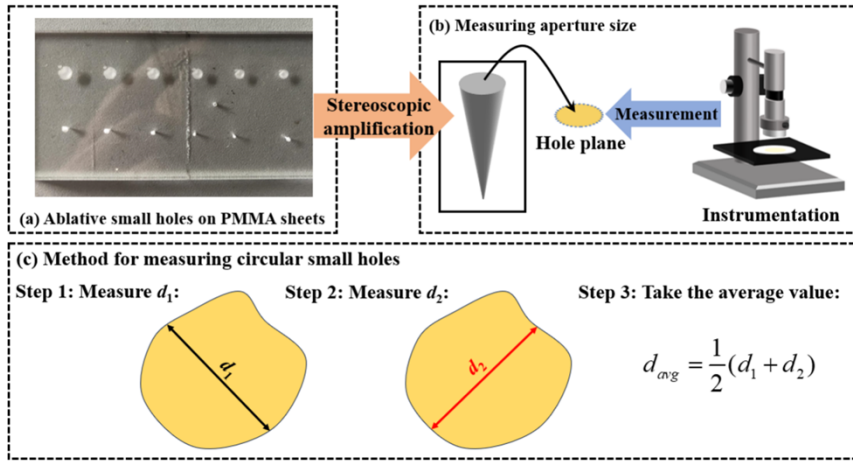 (b) Measuring aperture size
Stereoscopic
amplification
Measurement
Hole plane
(a) Ablative small holes on PMMA sheets
Instrumentation
(c) Method for measuring circular small holes
Step 1: Measure d₁:
Step 2: Measure d₂:
Step 3: Take the average value:
d₁
d₂
d_avg = 1/2 (d₁ + d₂)